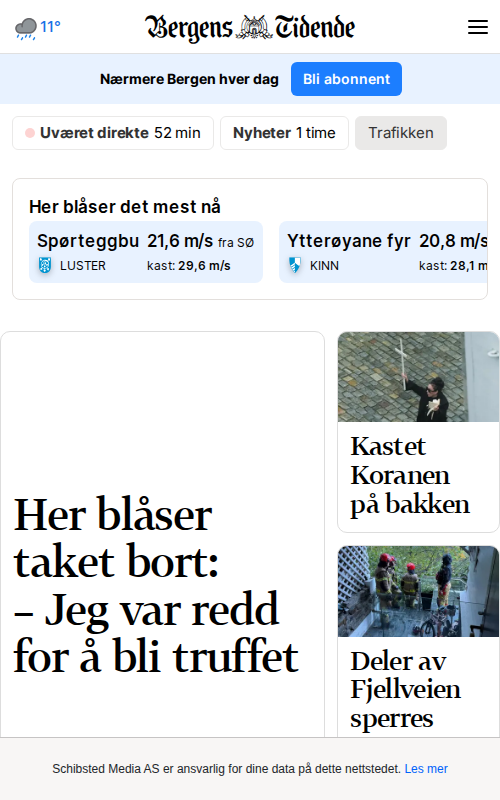 11°
Bergens Tidende
Nærmere Bergen hver dag
Bli abonnent
Uværet direkte 52 min
Nyheter 1 time
Trafikken
Her blåser det mest nå
Spørteggbu 21,6 m/s fra SØ
LUSTER kast: 29,6 m/s
Ytterøyane fyr 20,8 m/s
KINN kast: 28,1 m
Her blåser
taket bort:
– Jeg var redd
for å bli truffet
Kastet
Koranen
på bakken
Deler av
Fjellveien
sperres
Schibsted Media AS er ansvarlig for dine data på dette nettstedet. Les mer